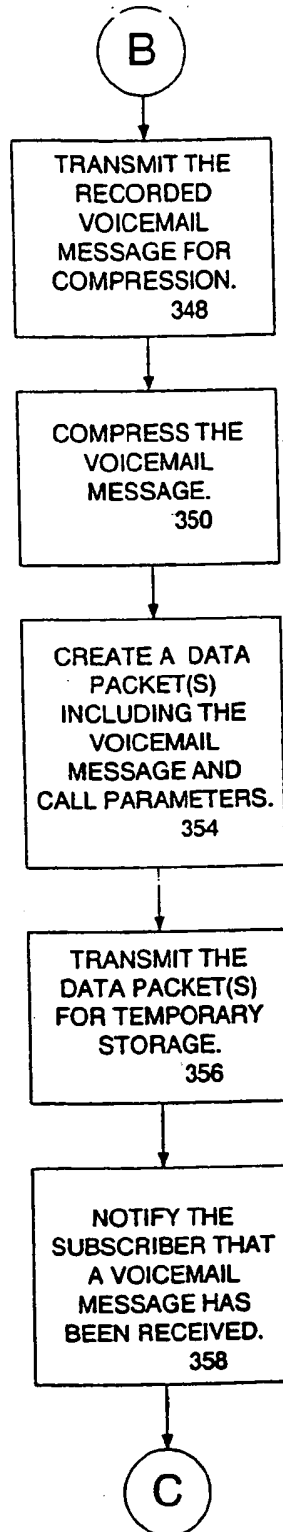 B
TRANSMIT THE
RECORDED
VOICEMAIL
MESSAGE FOR
COMPRESSION.
348
COMPRESS THE
VOICEMAIL
MESSAGE.
350
CREATE A DATA
PACKET(S)
INCLUDING THE
VOICEMAIL
MESSAGE AND
CALL PARAMETERS.
354
TRANSMIT THE
DATA PACKET(S)
FOR TEMPORARY
STORAGE.
356
NOTIFY THE
SUBSCRIBER THAT
A VOICEMAIL
MESSAGE HAS
BEEN RECEIVED.
358
C